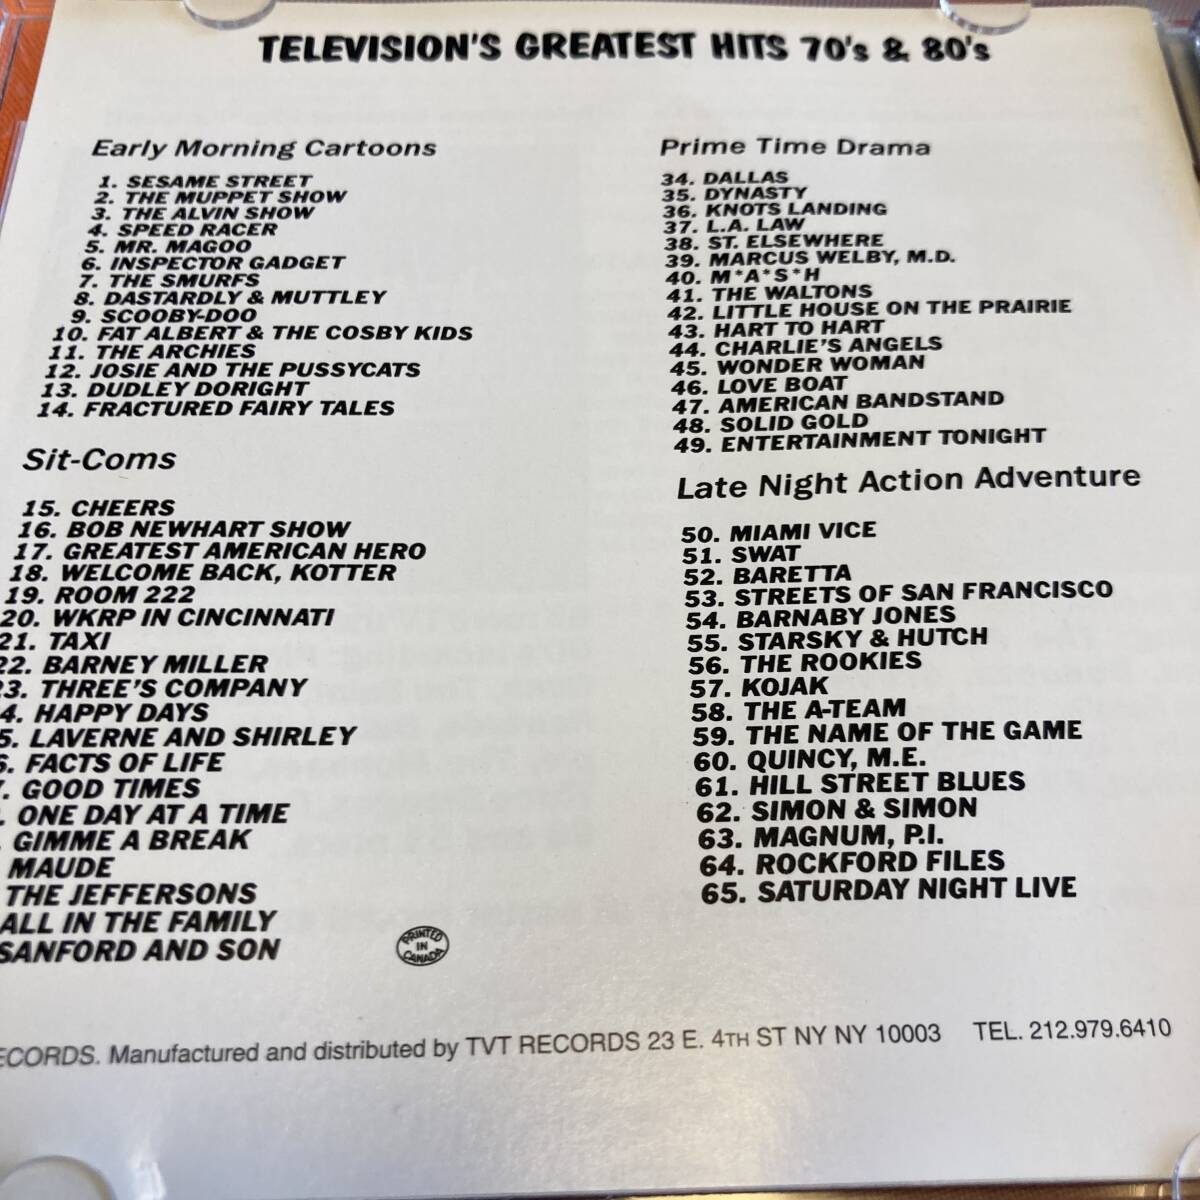 TELEVISION'S GREATEST HITS 70's & 80's
Early Morning Cartoons
1. SESAME STREET
2. THE MUPPET SHOW
3. THE ALVIN SHOW
4. SPEED RACER
5. MR. MAGOO
6. INSPECTOR GADGET
7. THE SMURFS
8. DASTARDLY & MUTTLEY
9. SCOOBY-DOO
10. FAT ALBERT & THE COSBY KIDS
11. THE ARCHIES
12. JOSIE AND THE PUSSYCATS
13. DUDLEY DORIGHT
14. FRACTURED FAIRY TALES
Sit-Coms
15. CHEERS
16. BOB NEWHART SHOW
17. GREATEST AMERICAN HERO
18. WELCOME BACK, KOTTER
19. ROOM 222
20. WKRP IN CINCINNATI
21. TAXI
22. BARNEY MILLER
23. THREE'S COMPANY
4. HAPPY DAYS
5. LAVERNE AND SHIRLEY
6. FACTS OF LIFE
. GOOD TIMES
. ONE DAY AT A TIME
GIMME A BREAK
MAUDE
THE JEFFERSONS
ALL IN THE FAMILY
SANFORD AND SON
PRINTED IN CANADA
Prime Time Drama
34. DALLAS
35. DYNASTY
36. KNOTS LANDING
37. L.A. LAW
38. ST. ELSEWHERE
39. MARCUS WELBY, M.D.
40. M*A*S*H
41. THE WALTONS
42. LITTLE HOUSE ON THE PRAIRIE
43. HART TO HART
44. CHARLIE'S ANGELS
45. WONDER WOMAN
46. LOVE BOAT
47. AMERICAN BANDSTAND
48. SOLID GOLD
49. ENTERTAINMENT TONIGHT
Late Night Action Adventure
50. MIAMI VICE
51. SWAT
52. BARETTA
53. STREETS OF SAN FRANCISCO
54. BARNABY JONES
55. STARSKY & HUTCH
56. THE ROOKIES
57. KOJAK
58. THE A-TEAM
59. THE NAME OF THE GAME
60. QUINCY, M.E.
61. HILL STREET BLUES
62. SIMON & SIMON
63. MAGNUM, P.I.
64. ROCKFORD FILES
65. SATURDAY NIGHT LIVE
ECORDS. Manufactured and distributed by TVT RECORDS 23 E. 4TH ST NY NY 10003 TEL. 212.979.6410